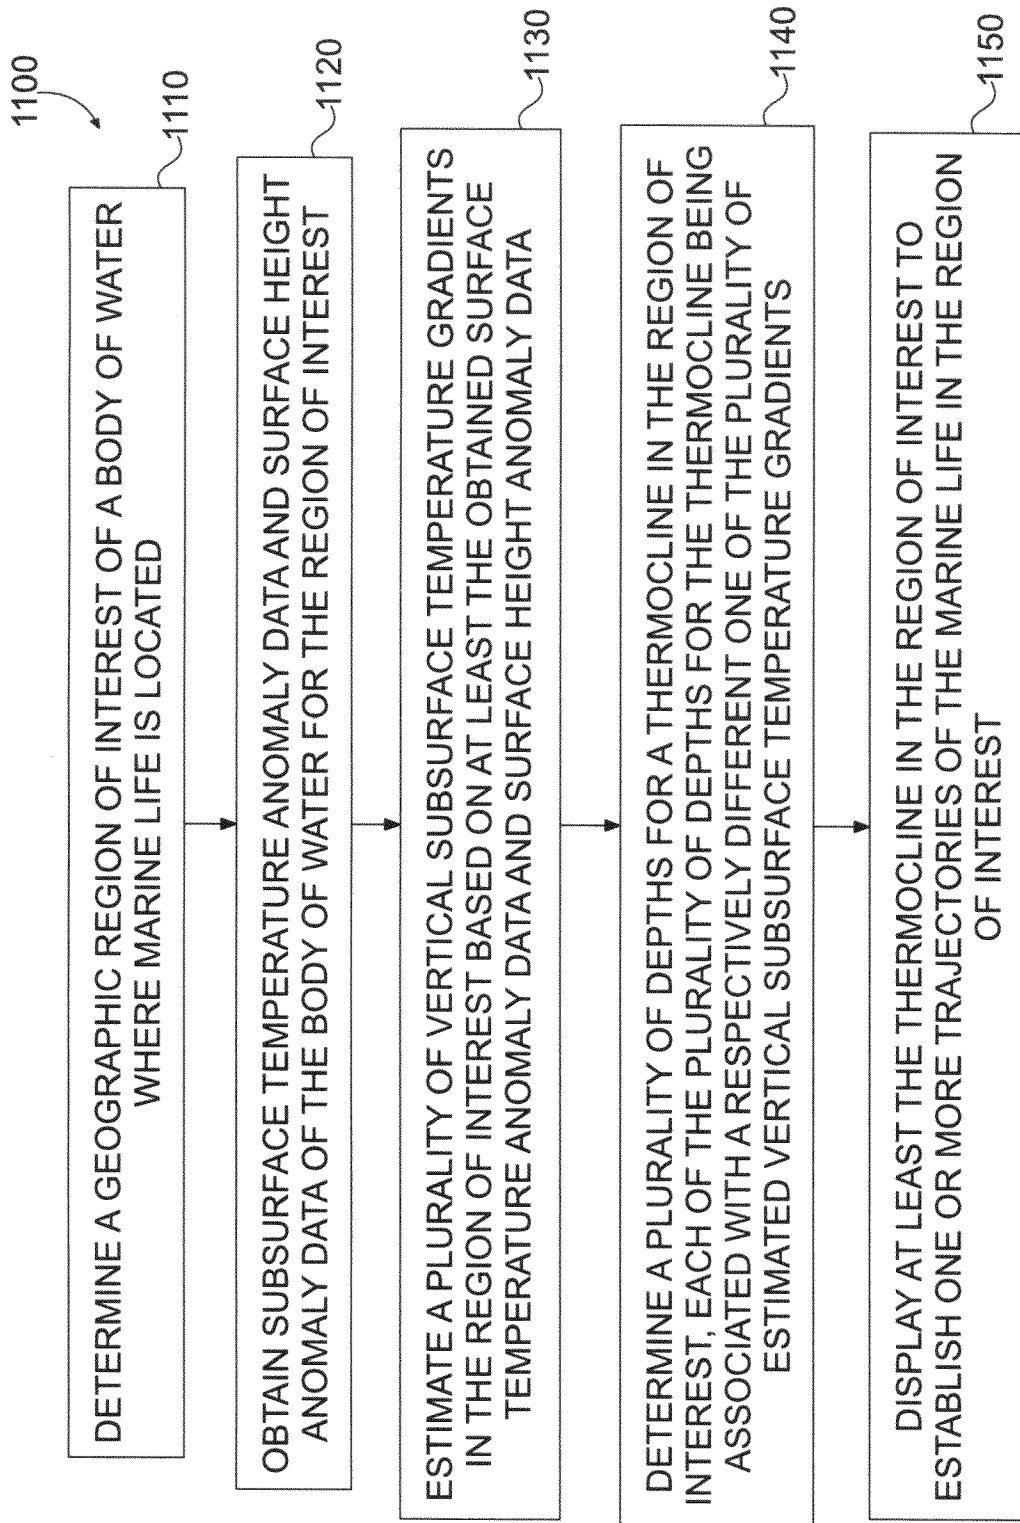 1100
DETERMINE A GEOGRAPHIC REGION OF INTEREST OF A BODY OF WATER
WHERE MARINE LIFE IS LOCATED
1110
OBTAIN SUBSURFACE TEMPERATURE ANOMALY DATA AND SURFACE HEIGHT
ANOMALY DATA OF THE BODY OF WATER FOR THE REGION OF INTEREST
1120
ESTIMATE A PLURALITY OF VERTICAL SUBSURFACE TEMPERATURE GRADIENTS
IN THE REGION OF INTEREST BASED ON AT LEAST THE OBTAINED SURFACE
TEMPERATURE ANOMALY DATA AND SURFACE HEIGHT ANOMALY DATA
1130
DETERMINE A PLURALITY OF DEPTHS FOR A THERMOCLINE IN THE REGION OF
INTEREST, EACH OF THE PLURALITY OF DEPTHS FOR THE THERMOCLINE BEING
ASSOCIATED WITH A RESPECTIVELY DIFFERENT ONE OF THE PLURALITY OF
ESTIMATED VERTICAL SUBSURFACE TEMPERATURE GRADIENTS
1140
DISPLAY AT LEAST THE THERMOCLINE IN THE REGION OF INTEREST TO
ESTABLISH ONE OR MORE TRAJECTORIES OF THE MARINE LIFE IN THE REGION
OF INTEREST
1150